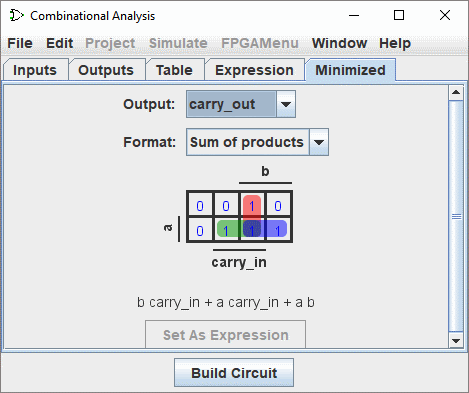 Combinational Analysis
File Edit Project Simulate FPGAMenu Window Help
Inputs Outputs Table Expression Minimized
Output: carry_out
Format: Sum of products
b
0 0 1 0
a 0 1 1 1
carry_in
b carry_in + a carry_in + a b
Set As Expression
Build Circuit